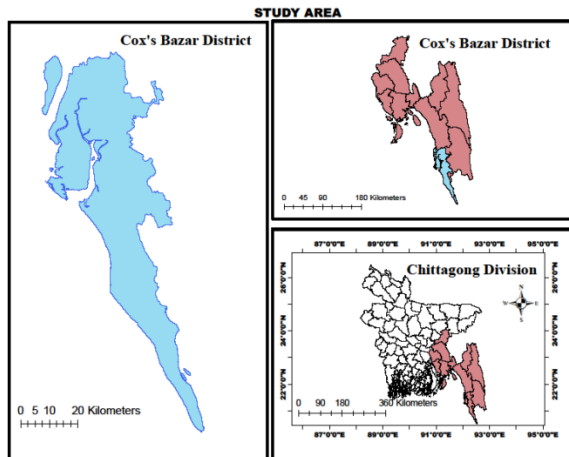 STUDY AREA
Cox's Bazar District
0 5 10 20 Kilometers
Cox's Bazar District
0 45 90 180 Kilometers
87°0'0"E 89°0'0"E 91°0'0"E 93°0'0"E 95°0'0"E
Chittagong Division
N
W E
S
26°0'0"N 26°0'0"N
24°0'0"N 24°0'0"N
22°0'0"N 22°0'0"N
0 90 180 360 Kilometers
87°0'0"E 89°0'0"E 91°0'0"E 93°0'0"E 95°0'0"E